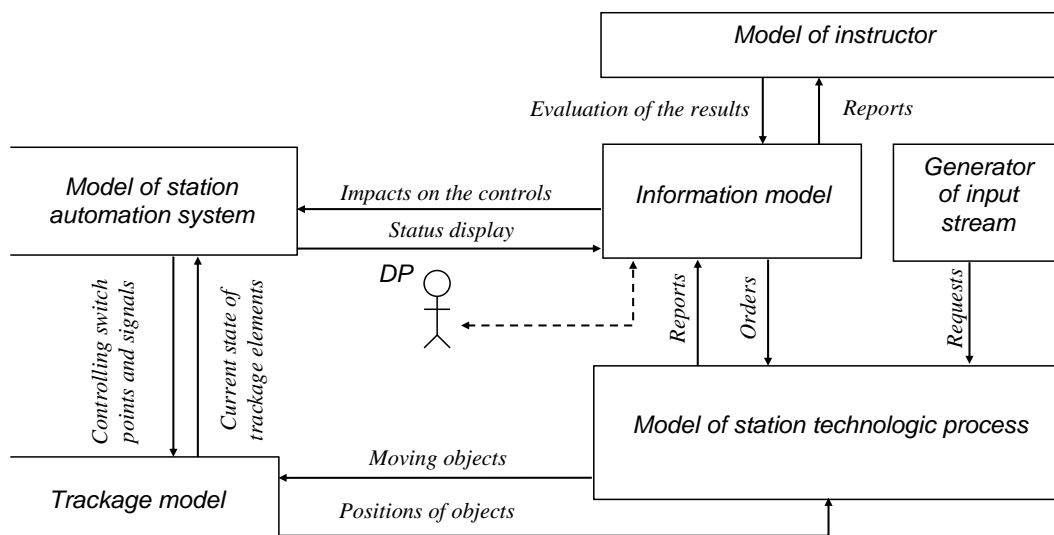 Model of instructor
Evaluation of the results
Reports
Model of station
automation system
Impacts on the controls
Status display
Information model
Generator
of input
stream
DP
Controlling switch
points and signals
Current state of
trackage elements
Reports
Orders
Requests
Model of station technologic process
Moving objects
Trackage model
Positions of objects